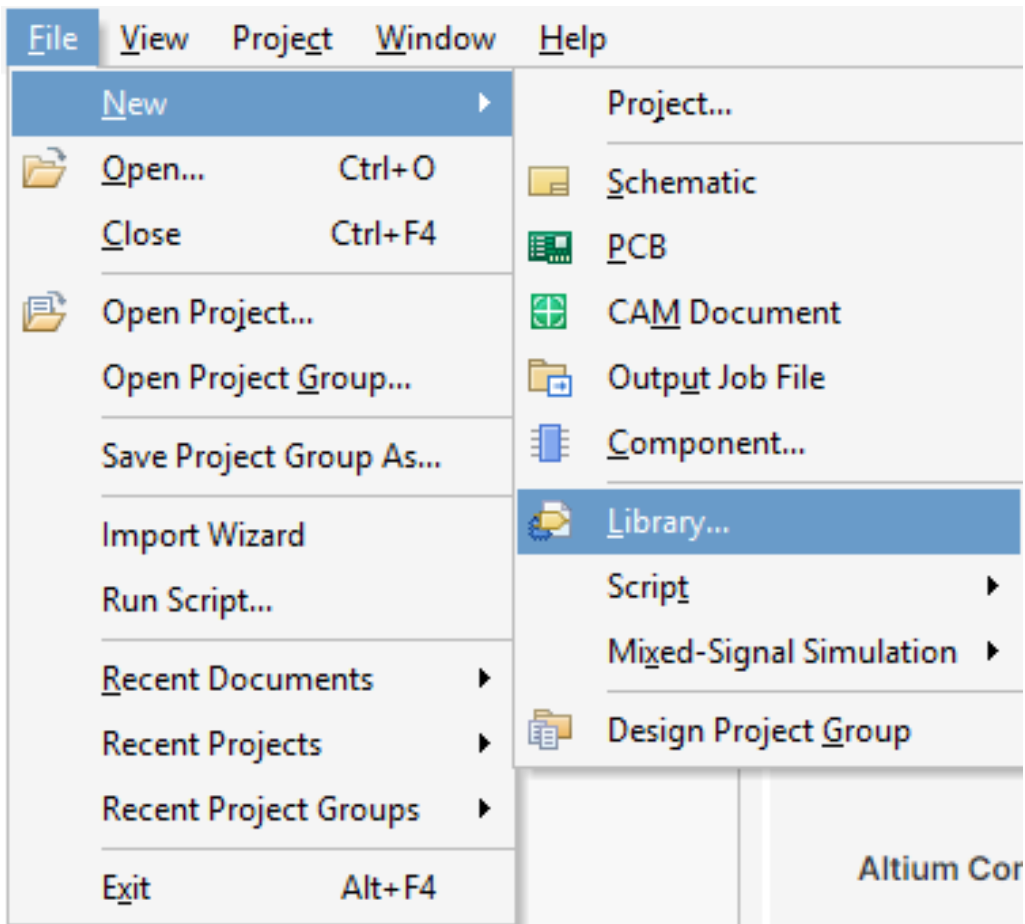 File View Project Window Help
New
Open... Ctrl+O
Close Ctrl+F4
Open Project...
Open Project Group...
Save Project Group As...
Import Wizard
Run Script...
Recent Documents
Recent Projects
Recent Project Groups
Exit Alt+F4
Project...
Schematic
PCB
CAM Document
Output Job File
Component...
Library...
Script
Mixed-Signal Simulation
Design Project Group
Altium